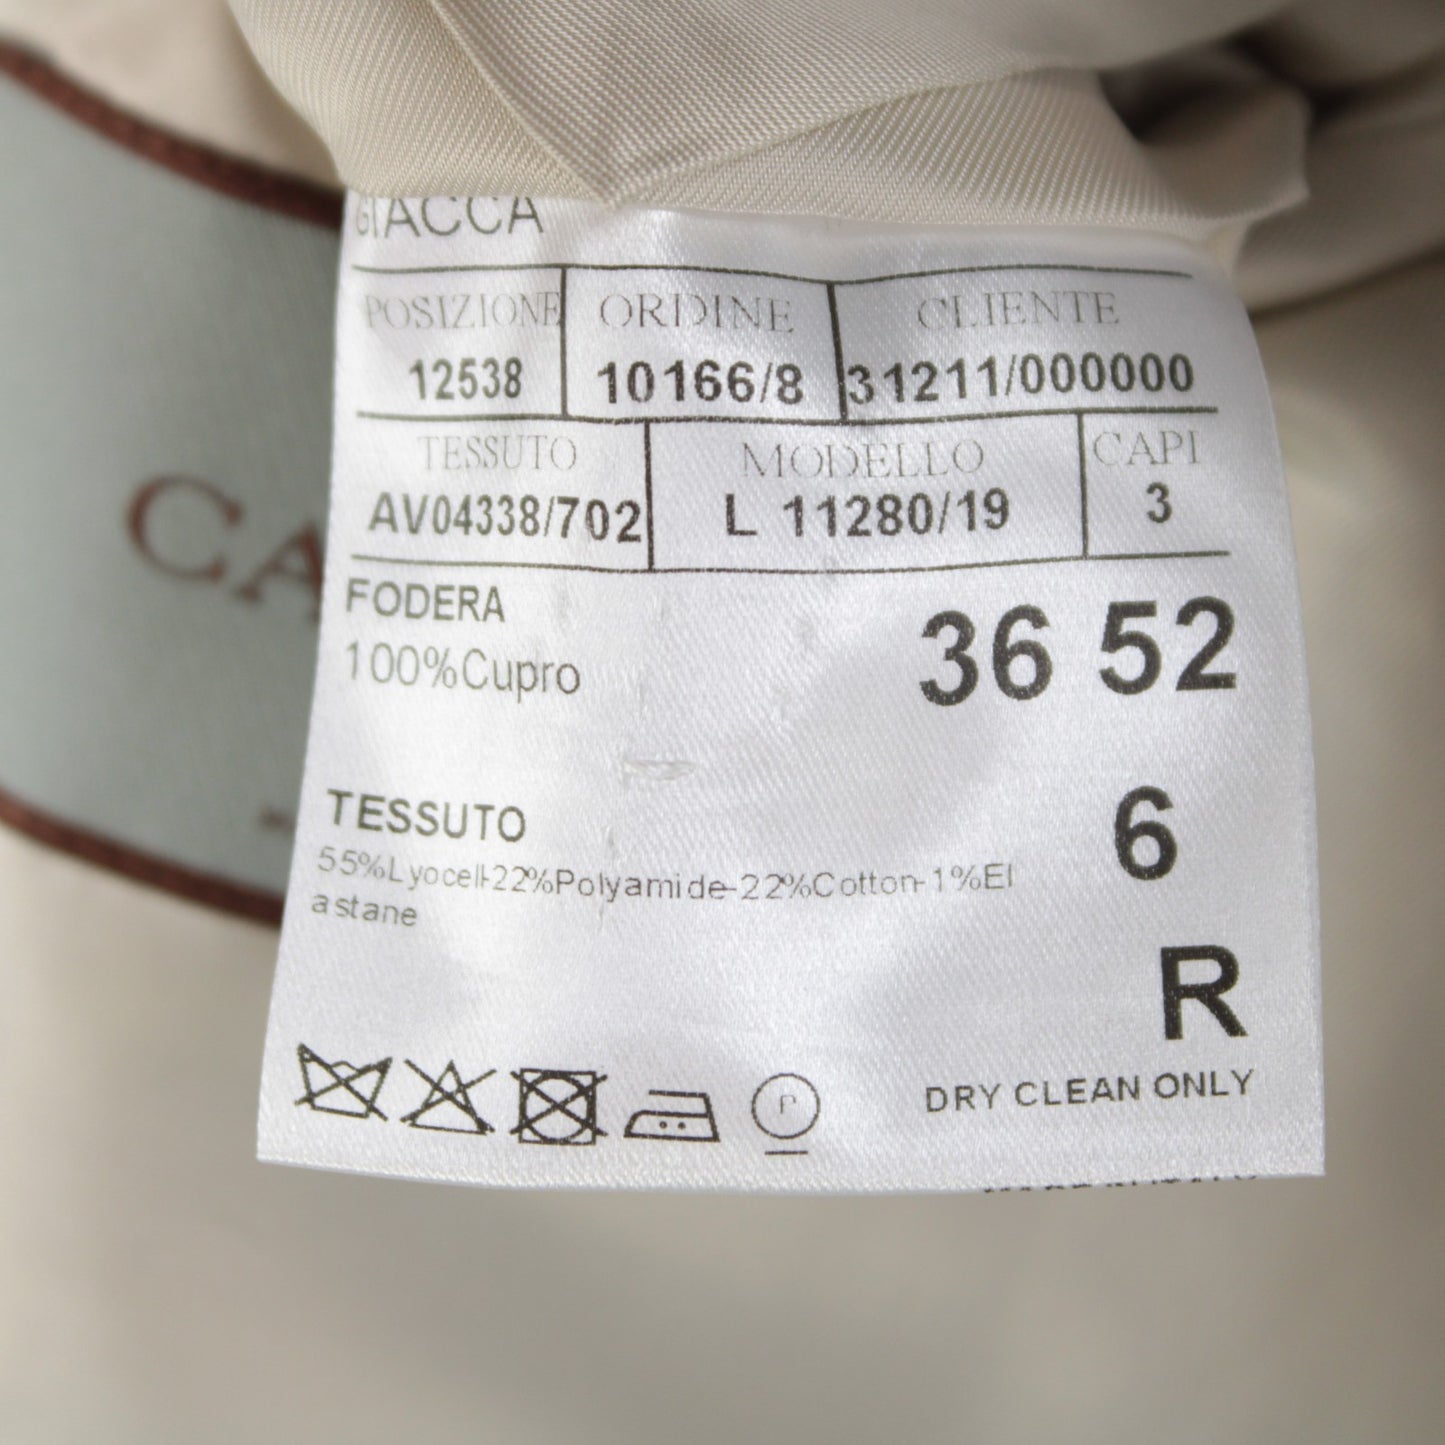 GIACCA
POSIZIONE ORDINE CLIENTE
12538 10166/8 31211/000000
TESSUTO MODELLO CAPI
AV04338/702 L 11280/19 3
FODERA
100%Cupro
36 52
TESSUTO
6
55%Lyocell-22%Polyamide-22%Cotton-1%El
astane
R
P
DRY CLEAN ONLY
CA